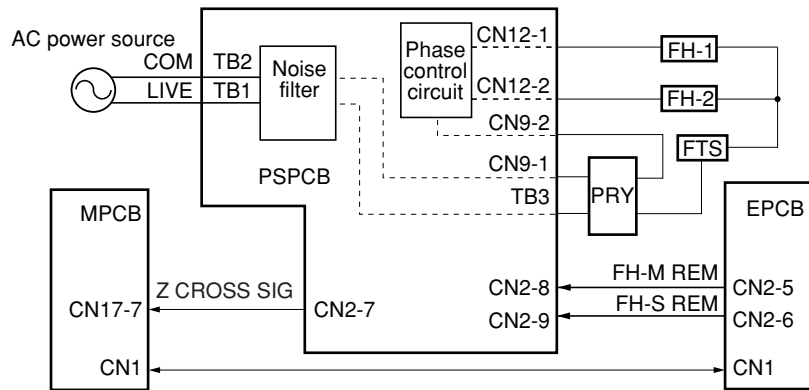 AC power source
COM
LIVE
TB2
TB1
Noise
filter
Phase
control
circuit
CN12-1
CN12-2
CN9-2
CN9-1
TB3
FH-1
FH-2
FTS
PRY
PSPCB
MPCB
CN17-7
CN1
Z CROSS SIG
CN2-7
CN2-8
CN2-9
FH-M REM
FH-S REM
EPCB
CN2-5
CN2-6
CN1